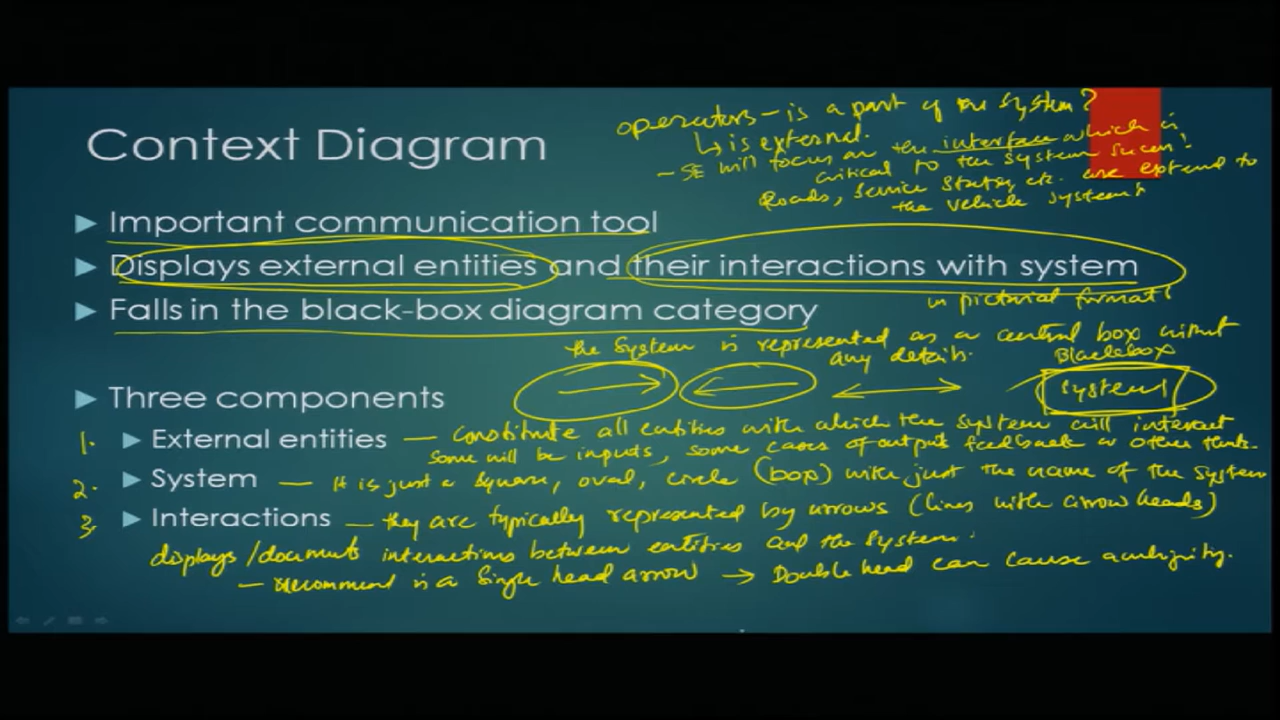 Context Diagram
operators - is a part of the system?
↳ is external.
- SE will focus on the interface which is
critical to the system succes!
Roads, Service Station, etc. are external to
the vehicle system!
▶ Important communication tool
▶ Displays external entities and their interactions with system
in pictorial format!
▶ Falls in the black-box diagram category
the System is represented as a central box without
any details.
Blackbox
System
▶ Three components
1. ▶ External entities - Constitute all entities with which the system will interact
Some will be inputs, some cases of output feedback or other
2. ▶ System - It is just a square, oval, circle (box) with just the name of the system
3. ▶ Interactions - they are typically represented by arrows (lines with arrow heads)
displays/documents interactions between entities and the system.
- recommend is a single head arrow → Double head can cause ambiguity.